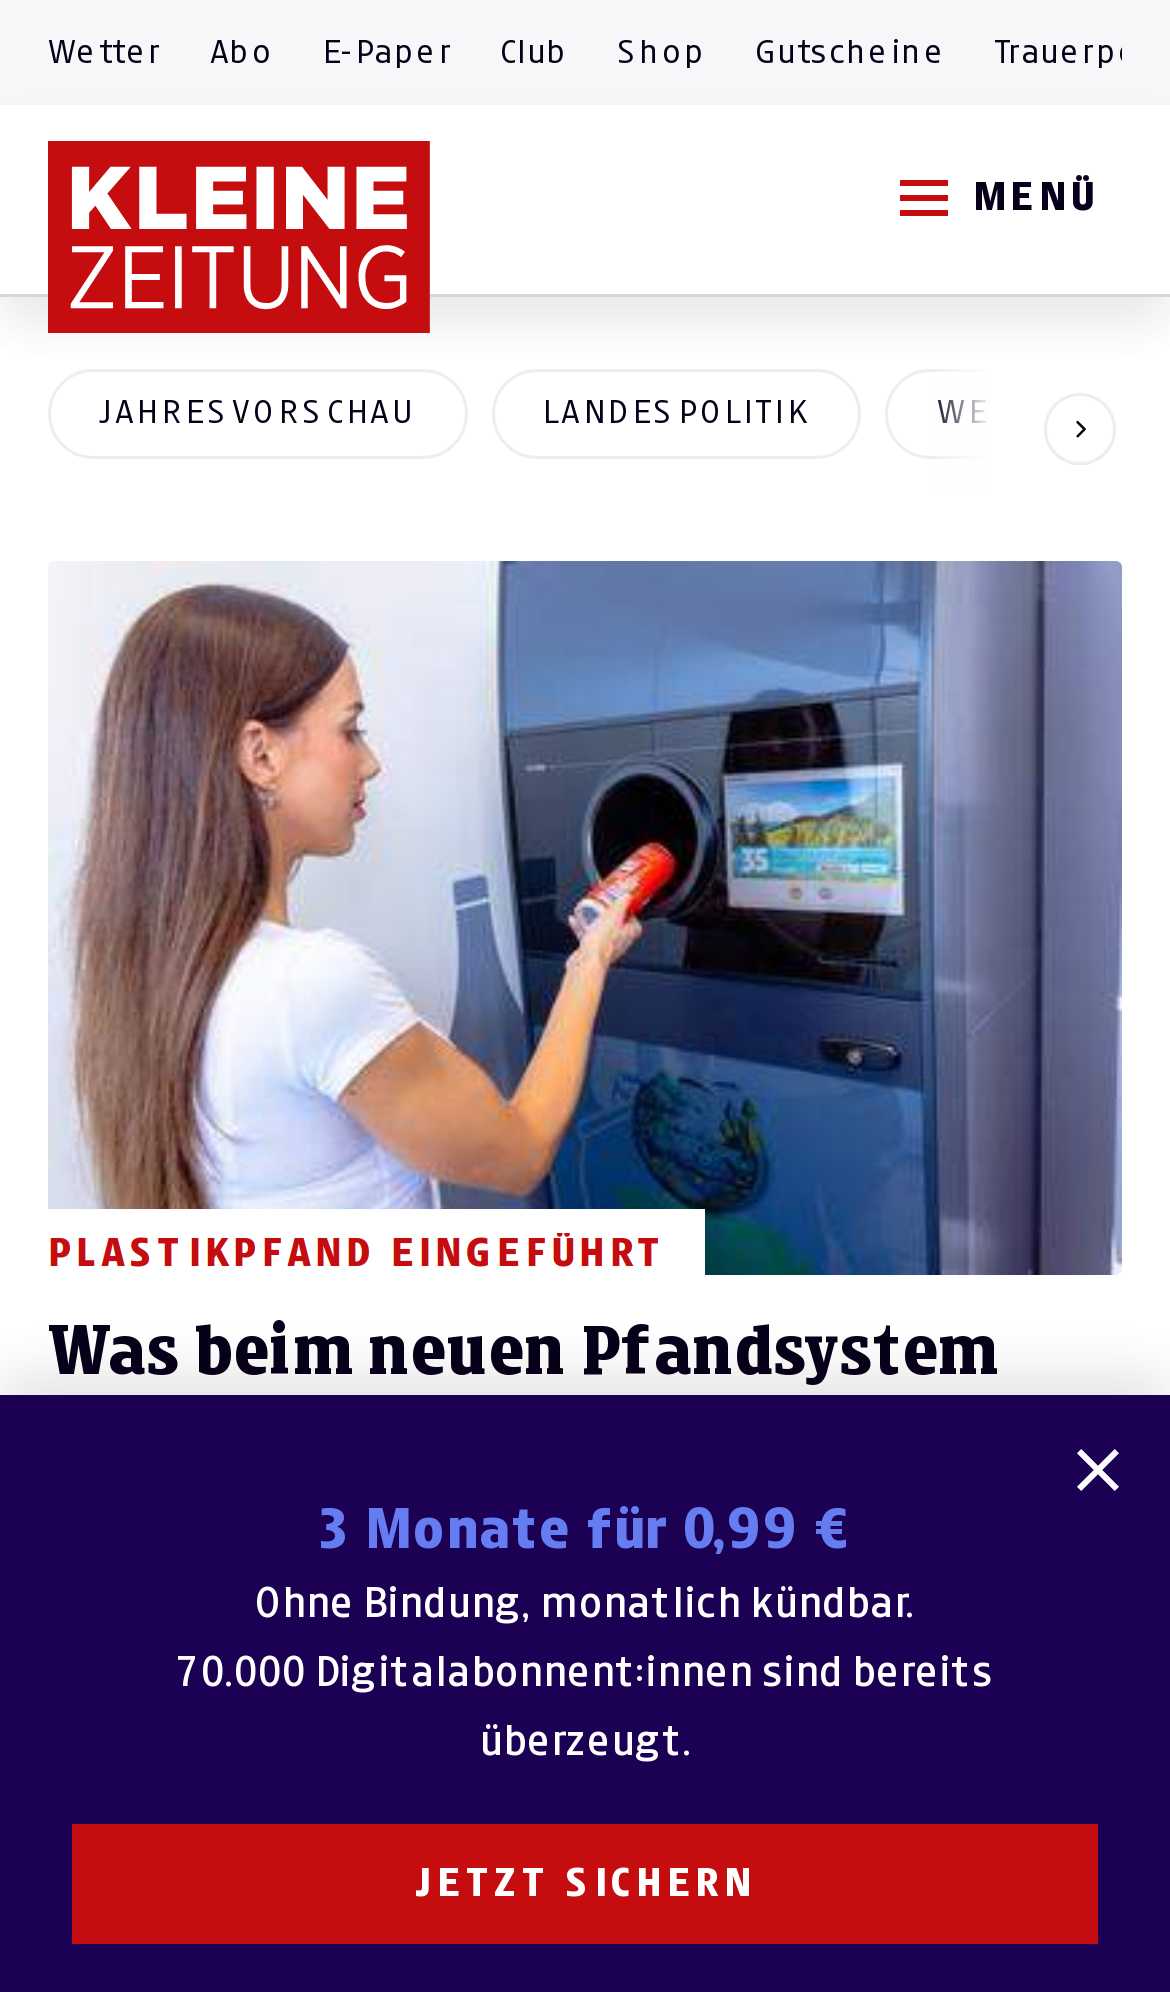 Wetter Abo E-Paper Club Shop Gutscheine Trauerp
KLEINE
ZEITUNG
MENÜ
JAHRESVORSCHAU LANDESPOLITIK WE
35
PLASTIKPFAND EINGEFÜHRT
Was beim neuen Pfandsystem
3 Monate für 0,99 €
Ohne Bindung, monatlich kündbar.
70.000 Digitalabonnent:innen sind bereits
überzeugt.
JETZT SICHERN